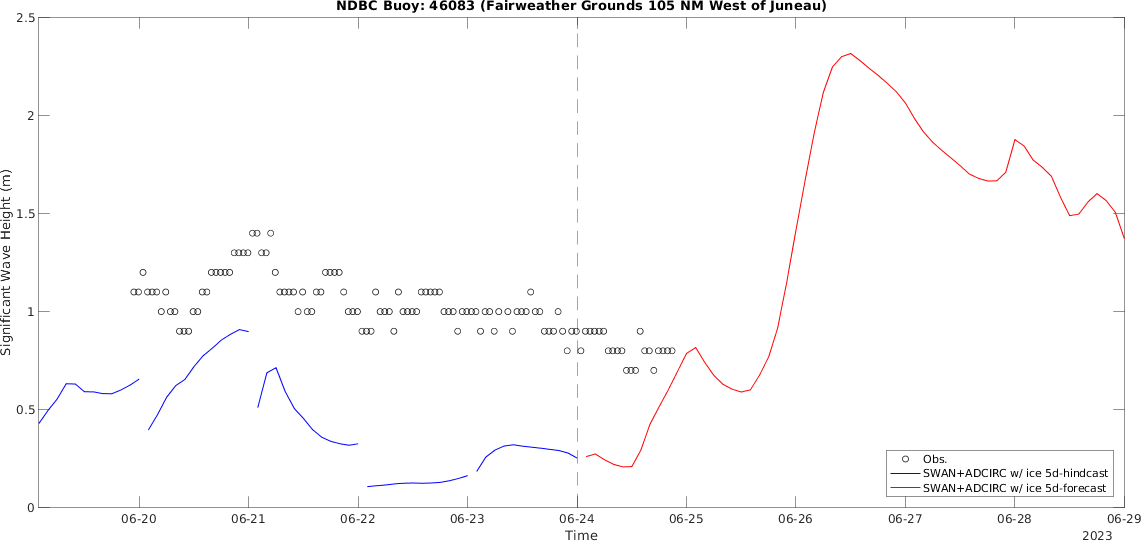 NDBC Buoy: 46083 (Fairweather Grounds 105 NM West of Juneau)
2.5
2
1.5
1
0.5
0
Significant Wave Height (m)
Obs.
SWAN+ADCIRC w/ ice 5d-hindcast
SWAN+ADCIRC w/ ice 5d-forecast
06-20 06-21 06-22 06-23 06-24 06-25 06-26 06-27 06-28 06-29
Time
2023